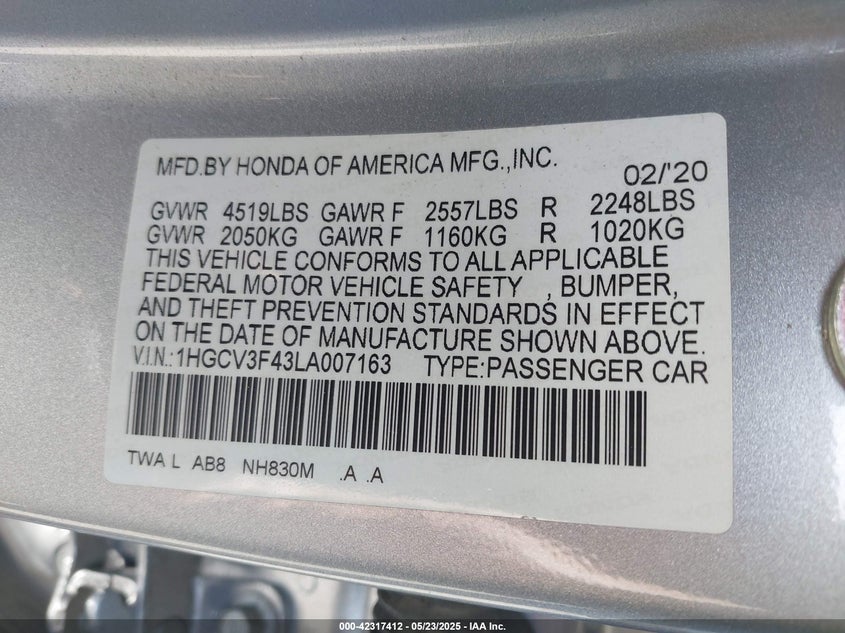 MFD.BY HONDA OF AMERICA MFG.,INC. 02/'20
GVWR 4519LBS GAWR F 2557LBS R 2248LBS
GVWR 2050KG GAWR F 1160KG R 1020KG
THIS VEHICLE CONFORMS TO ALL APPLICABLE
FEDERAL MOTOR VEHICLE SAFETY , BUMPER,
AND THEFT PREVENTION STANDARDS IN EFFECT
ON THE DATE OF MANUFACTURE SHOWN ABOVE.
V.I.N.:1HGCV3F43LA007163 TYPE:PASSENGER CAR
TWA L AB8 NH830M .A .A
000-42317412 - 05/23/2025 - IAA Inc.